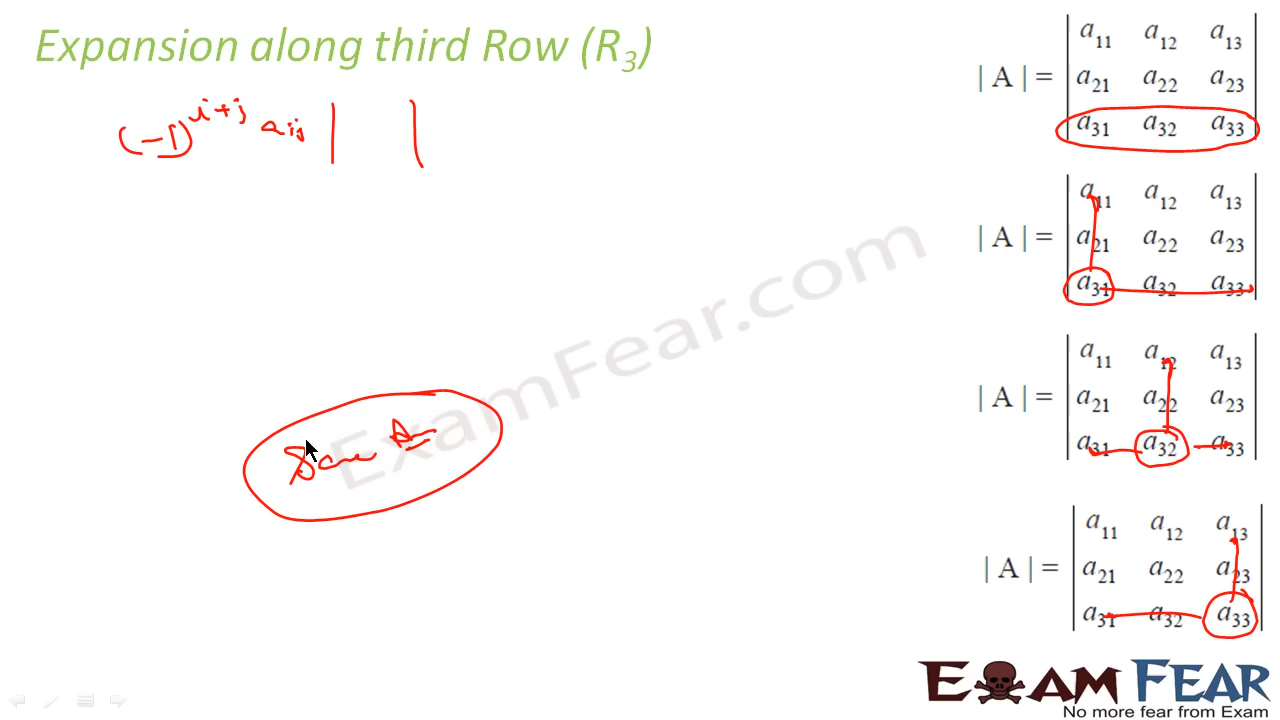 Expansion along third Row (R₃)
(-1)^{i+j} a_{ij} |   |
| A | = | a₁₁ a₁₂ a₁₃ |
| a₂₁ a₂₂ a₂₃ |
| a₃₁ a₃₂ a₃₃ |
| A | = | a₁₁ a₁₂ a₁₃ |
| a₂₁ a₂₂ a₂₃ |
| a₃₁ a₃₂ a₃₃ |
| A | = | a₁₁ a₁₂ a₁₃ |
| a₂₁ a₂₂ a₂₃ |
| a₃₁ a₃₂ a₃₃ |
| A | = | a₁₁ a₁₂ a₁₃ |
| a₂₁ a₂₂ a₂₃ |
| a₃₁ a₃₂ a₃₃ |
ExamFear.com
Same
EXAM FEAR
No more fear from Exam